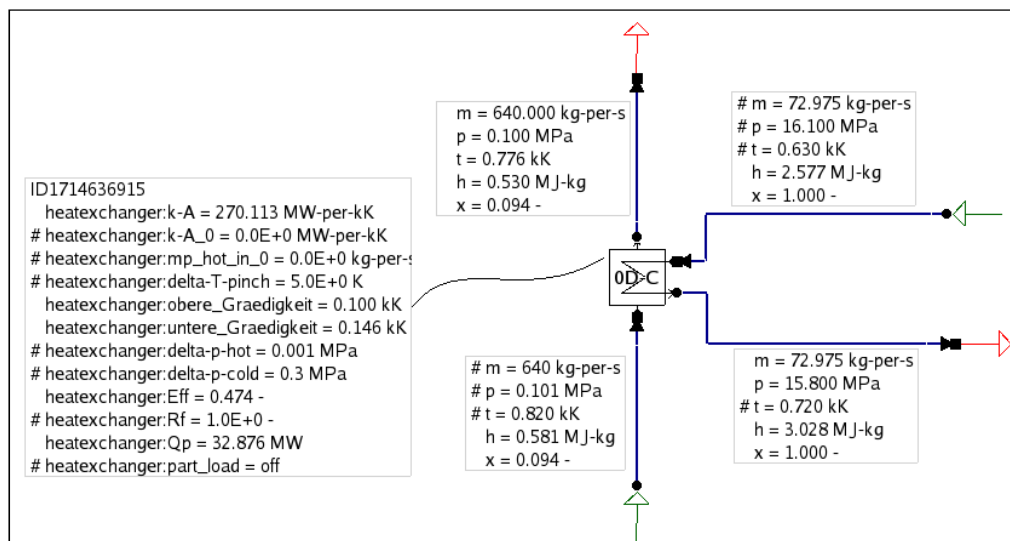 m = 640.000 kg-per-s
p = 0.100 MPa
t = 0.776 kK
h = 0.530 MJ-kg
x = 0.094 -
# m = 72.975 kg-per-s
# p = 16.100 MPa
# t = 0.630 kK
h = 2.577 MJ-kg
x = 1.000 -
ID1714636915
heatexchanger:k-A = 270.113 MW-per-kK
# heatexchanger:k-A_0 = 0.0E+0 MW-per-kK
# heatexchanger:mp_hot_in_0 = 0.0E+0 kg-per-s
# heatexchanger:delta-T-pinch = 5.0E+0 K
heatexchanger:obere_Graedigkeit = 0.100 kK
heatexchanger:untere_Graedigkeit = 0.146 kK
# heatexchanger:delta-p-hot = 0.001 MPa
# heatexchanger:delta-p-cold = 0.3 MPa
heatexchanger:Eff = 0.474 -
# heatexchanger:Rf = 1.0E+0 -
heatexchanger:Qp = 32.876 MW
# heatexchanger:part_load = off
0D-C
# m = 640 kg-per-s
# p = 0.101 MPa
# t = 0.820 kK
h = 0.581 MJ-kg
x = 0.094 -
m = 72.975 kg-per-s
p = 15.800 MPa
# t = 0.720 kK
h = 3.028 MJ-kg
x = 1.000 -